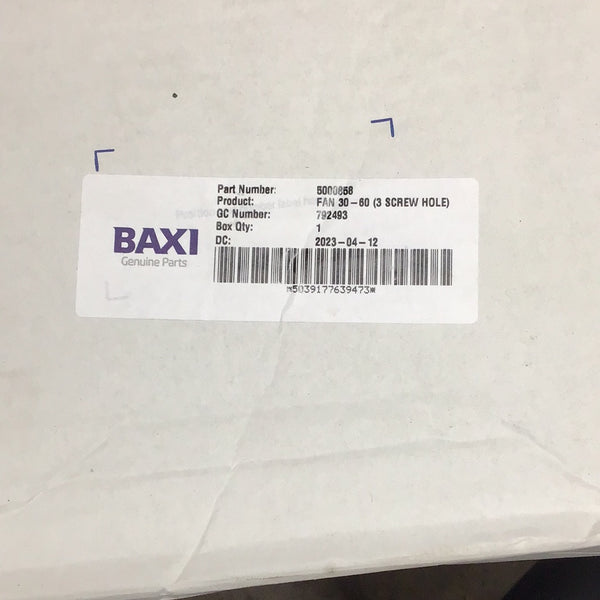 Part Number: 5000858
Product: FAN 30-60 (3 SCREW HOLE)
GC Number: 792493
Box Qty: 1
DC: 2023-04-12
BAXI
Genuine Parts
*5039177639473*